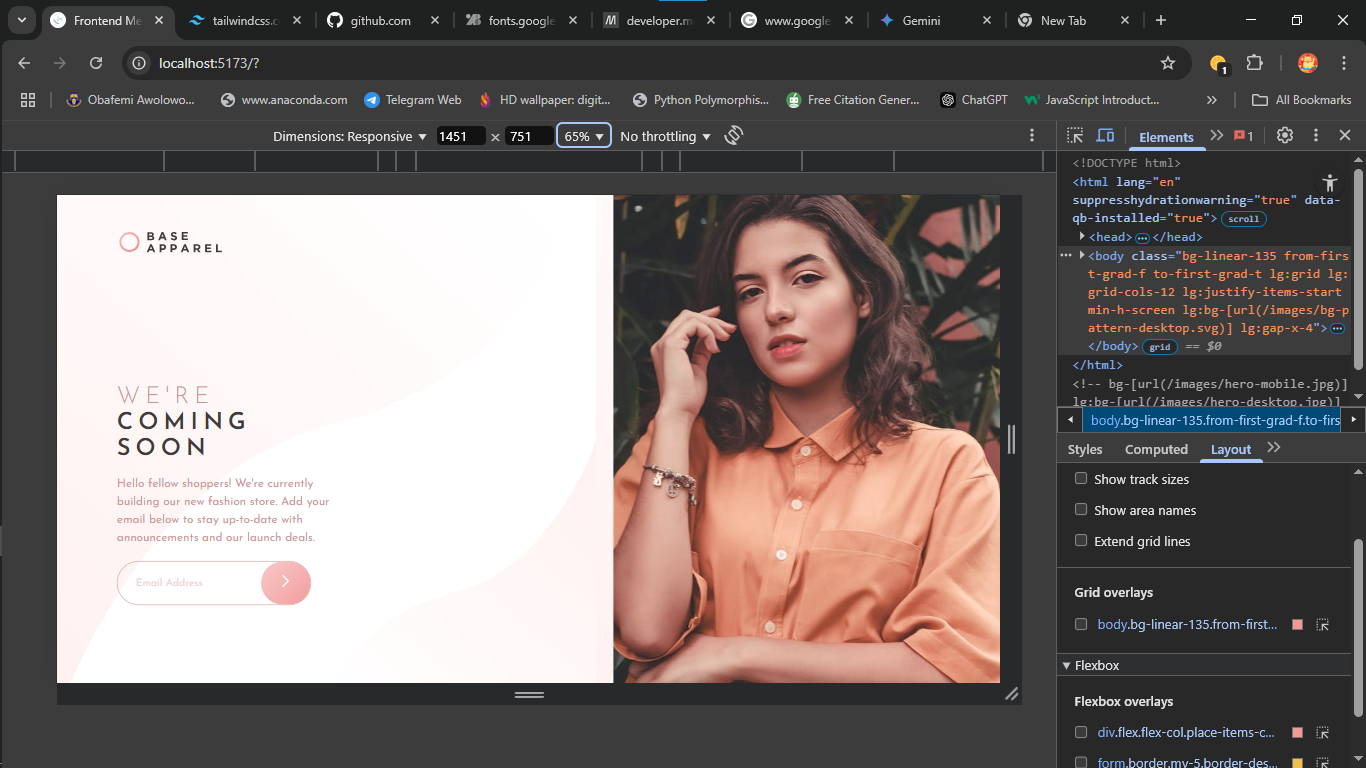 Frontend Me
tailwindcss.c
github.com
fonts.google
developer.m
www.google
Gemini
New Tab
localhost:5173/?
1
Obafemi Awolowo...
www.anaconda.com
Telegram Web
HD wallpaper: digit...
Python Polymorphis...
Free Citation Gener...
ChatGPT
JavaScript Introduct...
»
All Bookmarks
Dimensions: Responsive
1451 x 751
65%
No throttling
Elements
1
<!DOCTYPE html>
<html lang="en"
suppresshydrationwarning="true" data-
qb-installed="true"> scroll
<head> ... </head>
<body class="bg-linear-135 from-firs
t-grad-f to-first-grad-t lg:grid lg:
grid-cols-12 lg:justify-items-start
min-h-screen lg:bg-[url(/images/bg-p
attern-desktop.svg)] lg:gap-x-4"> ...
</body> grid == $0
</html>
<!-- bg-[url(/images/hero-mobile.jpg)]
lg:bg-[url(/images/hero-desktop.jpg)]
body.bg-linear-135.from-first-grad-f.to-firs
Styles
Computed
Layout
Show track sizes
Show area names
Extend grid lines
Grid overlays
body.bg-linear-135.from-first...
Flexbox
Flexbox overlays
div.flex.flex-col.place-items-c...
form.border.my-5.border-des...
BASE
APPAREL
WE'RE
COMING
SOON
Hello fellow shoppers! We're currently
building our new fashion store. Add your
email below to stay up-to-date with
announcements and our launch deals.
Email Address